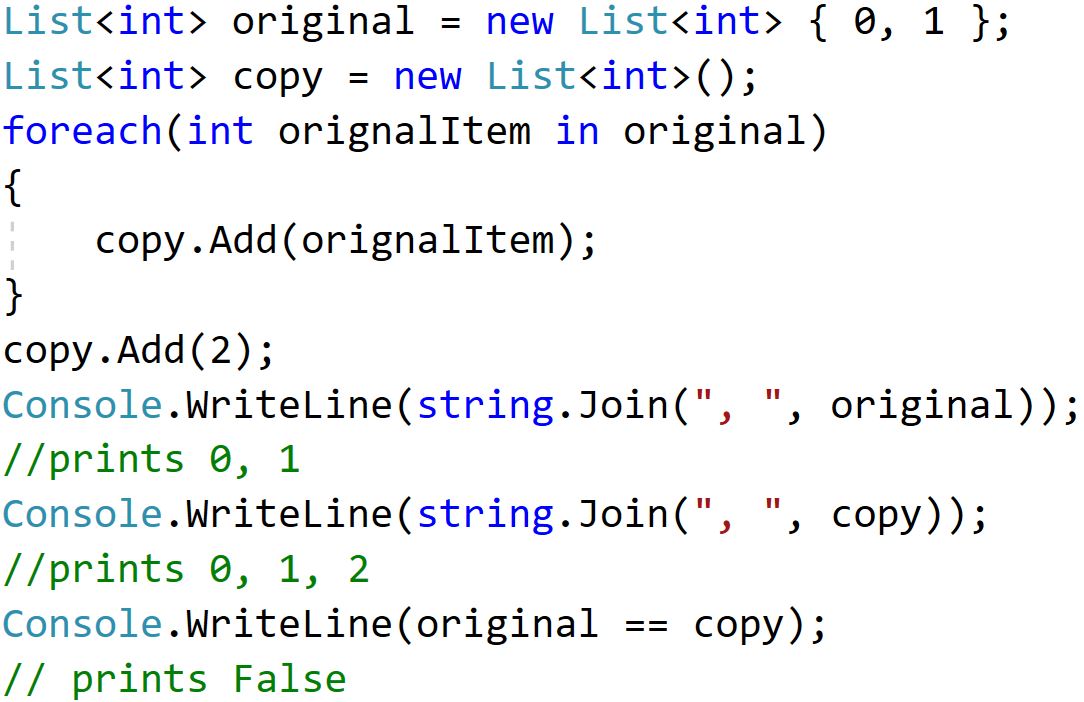 List<int> original = new List<int> { 0, 1 };
List<int> copy = new List<int>();
foreach(int orignalItem in original)
{
    copy.Add(orignalItem);
}
copy.Add(2);
Console.WriteLine(string.Join(", ", original));
//prints 0, 1
Console.WriteLine(string.Join(", ", copy));
//prints 0, 1, 2
Console.WriteLine(original == copy);
// prints False